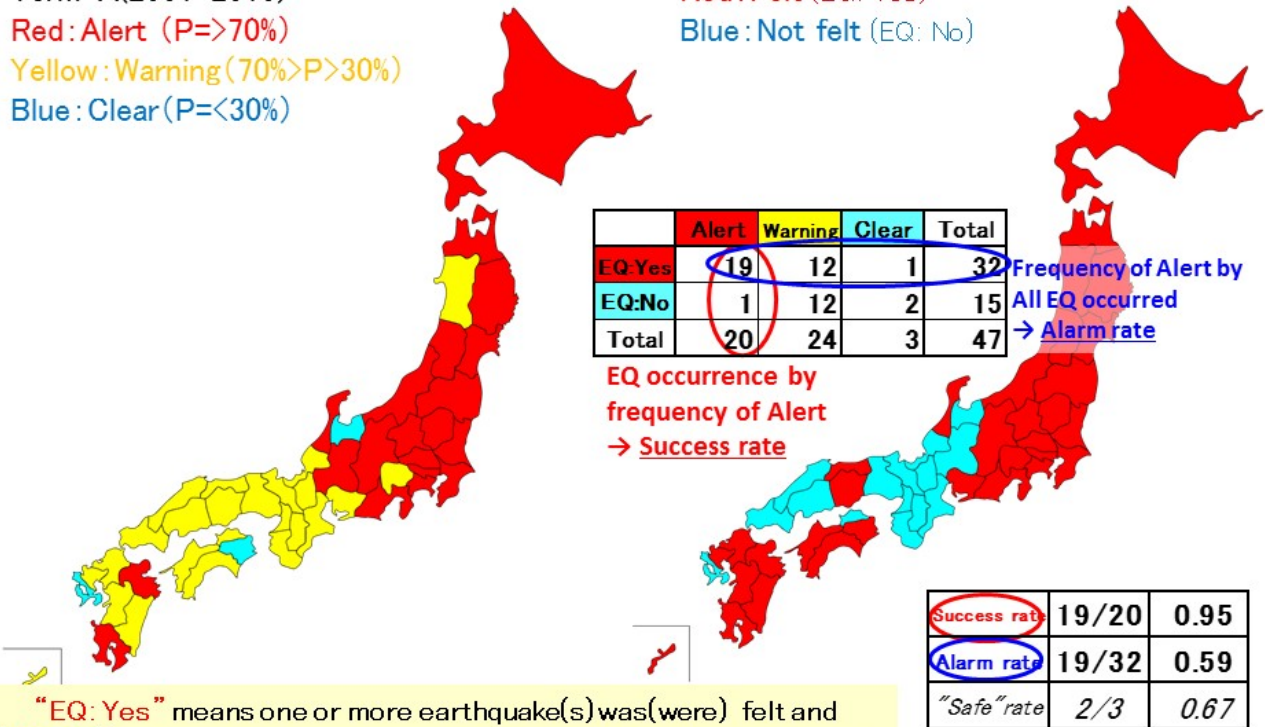 Red:Alert (P=>70%)
Yellow:Warning(70%>P>30%)
Blue:Clear(P=<30%)
Blue:Not felt (EQ: No)
Alert Warning Clear Total
EQ:Yes 19 12 1 32
EQ:No 1 12 2 15
Total 20 24 3 47
Frequency of Alert by
All EQ occurred
→ Alarm rate
EQ occurrence by
frequency of Alert
→ Success rate
Success rate 19/20 0.95
Alarm rate 19/32 0.59
"Safe"rate 2/3 0.67
“EQ: Yes” means one or more earthquake(s) was(were) felt and